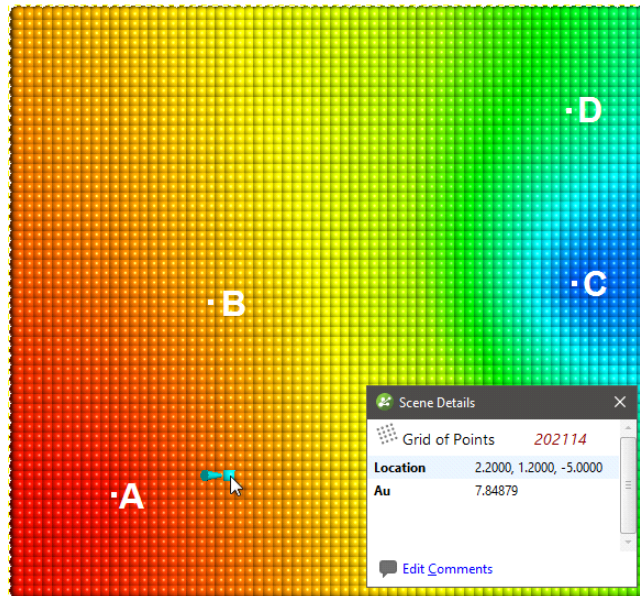 D
C
B
A
Scene Details
Grid of Points 202114
Location 2.2000, 1.2000, -5.0000
Au 7.84879
Edit Comments